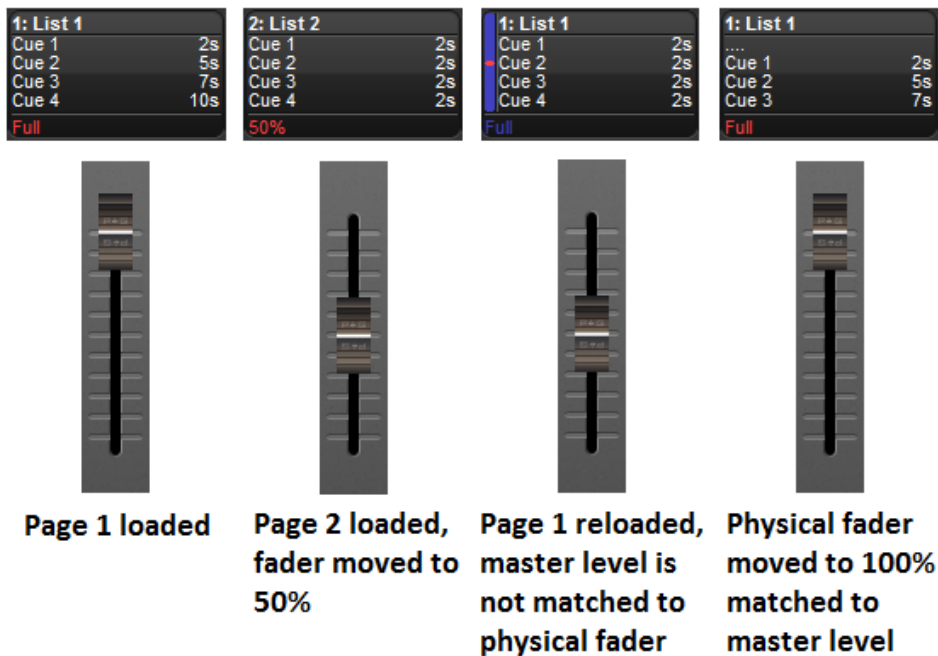 1: List 1
Cue 1 2s
Cue 2 5s
Cue 3 7s
Cue 4 10s
Full
2: List 2
Cue 1 2s
Cue 2 2s
Cue 3 2s
Cue 4 2s
50%
1: List 1
Cue 1 2s
Cue 2 2s
Cue 3 2s
Cue 4 2s
Full
1: List 1
....
Cue 1 2s
Cue 2 5s
Cue 3 7s
Full
Page 1 loaded
Page 2 loaded,
fader moved to
50%
Page 1 reloaded,
master level is
not matched to
physical fader
Physical fader
moved to 100%
matched to
master level